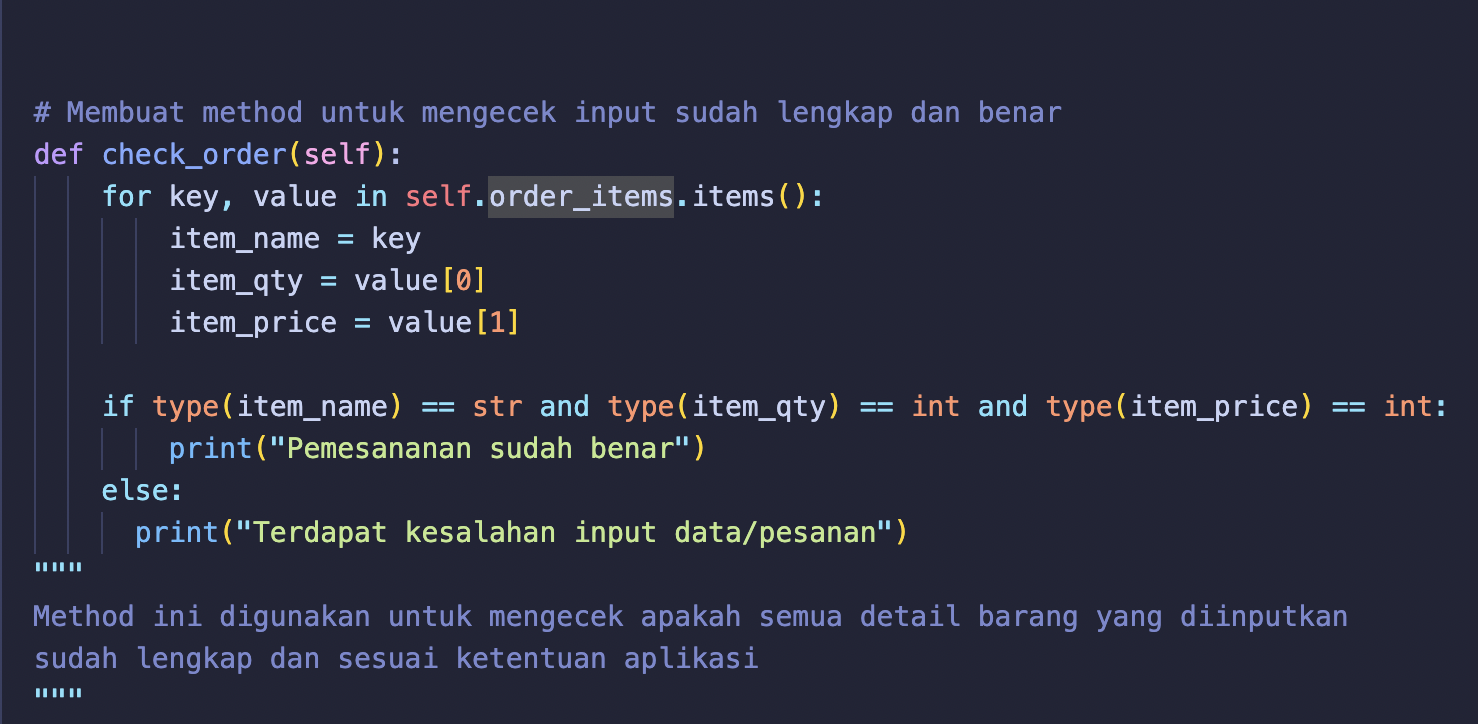 # Membuat method untuk mengecek input sudah lengkap dan benar
def check_order(self):
    for key, value in self.order_items.items():
        item_name = key
        item_qty = value[0]
        item_price = value[1]

    if type(item_name) == str and type(item_qty) == int and type(item_price) == int:
        print("Pemesananan sudah benar")
    else:
      print("Terdapat kesalahan input data/pesanan")
"""
Method ini digunakan untuk mengecek apakah semua detail barang yang diinputkan
sudah lengkap dan sesuai ketentuan aplikasi
"""